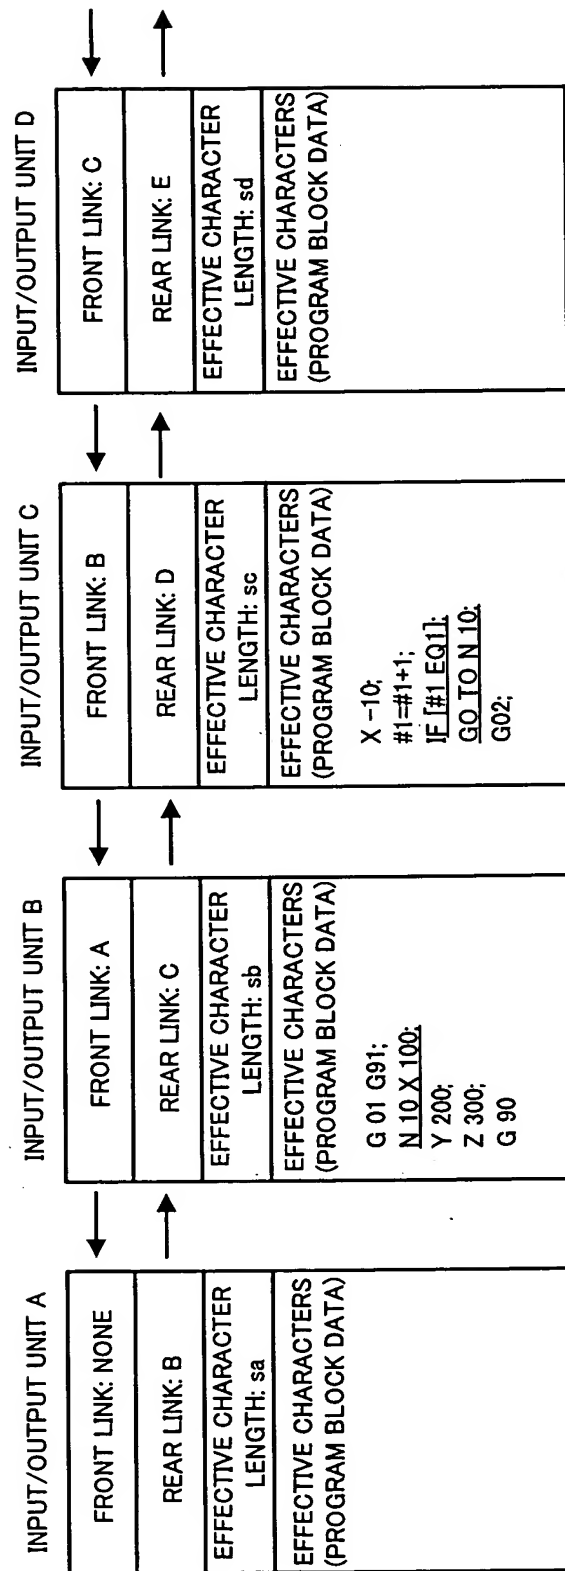 INPUT/OUTPUT UNIT A
FRONT LINK: NONE
REAR LINK: B
EFFECTIVE CHARACTER
LENGTH: sa
EFFECTIVE CHARACTERS
(PROGRAM BLOCK DATA)
INPUT/OUTPUT UNIT B
FRONT LINK: A
REAR LINK: C
EFFECTIVE CHARACTER
LENGTH: sb
EFFECTIVE CHARACTERS
(PROGRAM BLOCK DATA)
G 01 G91;
N 10 X 100;
Y 200;
Z 300;
G 90
INPUT/OUTPUT UNIT C
FRONT LINK: B
REAR LINK: D
EFFECTIVE CHARACTER
LENGTH: sc
EFFECTIVE CHARACTERS
(PROGRAM BLOCK DATA)
X -10;
#1=#1+1;
IF [#1 EQ1];
GO TO N 10;
G02;
INPUT/OUTPUT UNIT D
FRONT LINK: C
REAR LINK: E
EFFECTIVE CHARACTER
LENGTH: sd
EFFECTIVE CHARACTERS
(PROGRAM BLOCK DATA)